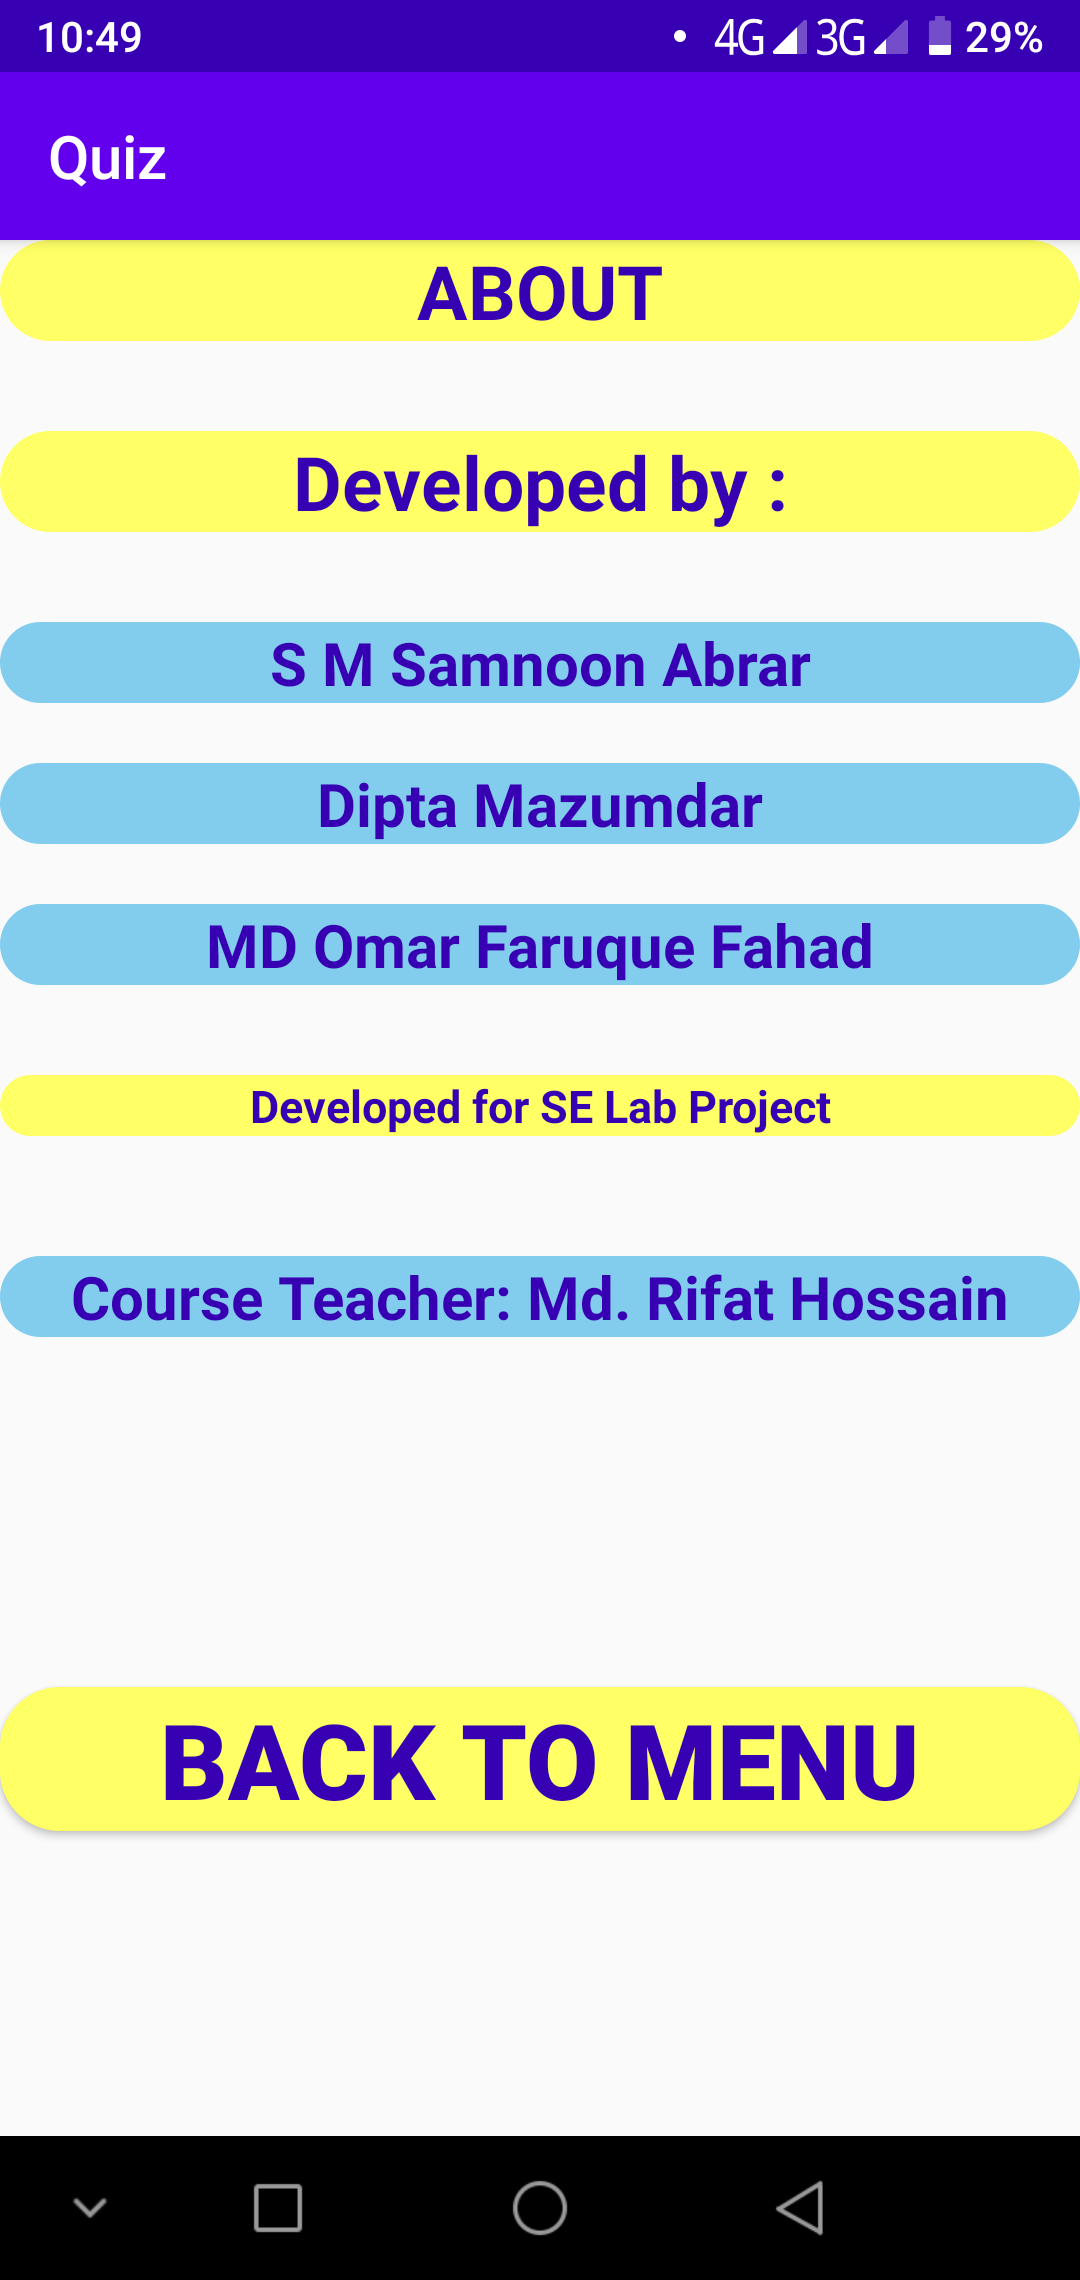 10:49 4G 3G 29%
Quiz
ABOUT
Developed by :
S M Samnoon Abrar
Dipta Mazumdar
MD Omar Faruque Fahad
Developed for SE Lab Project
Course Teacher: Md. Rifat Hossain
BACK TO MENU